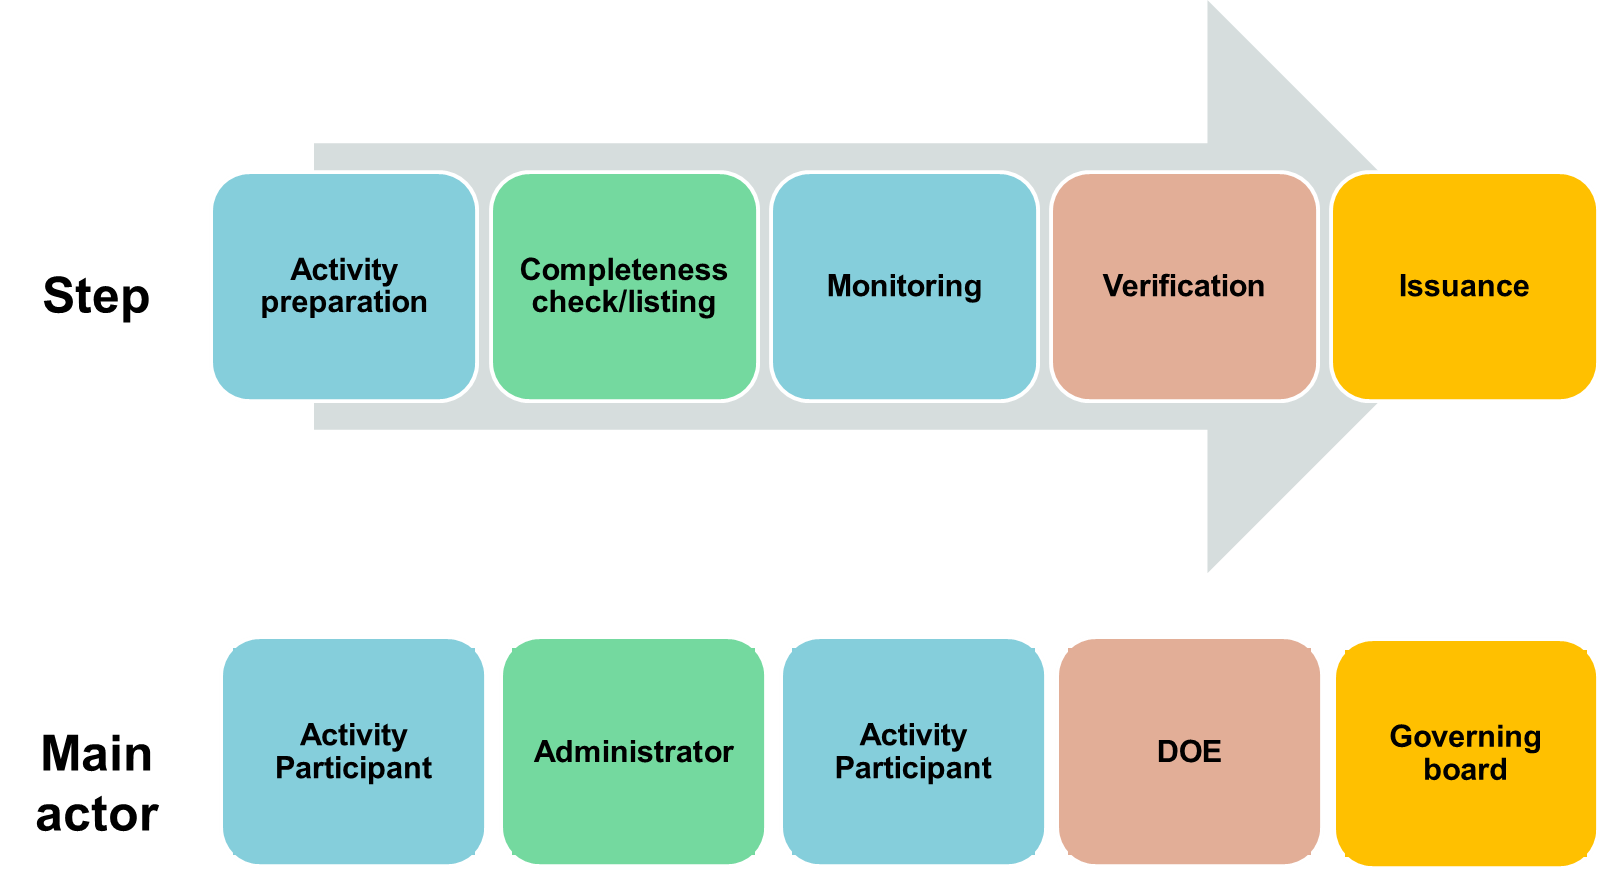 Step
Activity
preparation
Completeness
check/listing
Monitoring
Verification
Issuance
Main
actor
Activity
Participant
Administrator
Activity
Participant
DOE
Governing
board